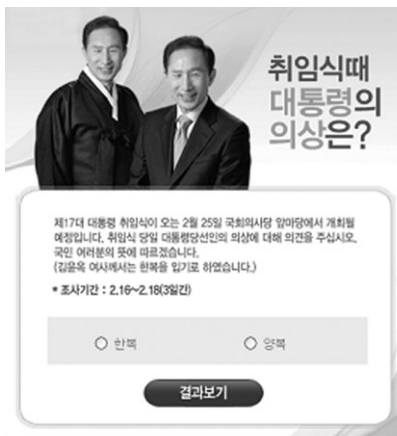 취임식때
대통령의
의상은?
제17대 대통령 취임식이 오는 2월 25일 국회의사당 앞마당에서 개최될
예정입니다. 취임식 당일 대통령당선인의 의상에 대해 의견을 주십시오.
국민 여러분의 뜻에 따르겠습니다.
(김윤옥 여사께서는 한복을 입기로 하였습니다.)
* 조사기간 : 2.16~2.18(3일간)
한복 양복
결과보기